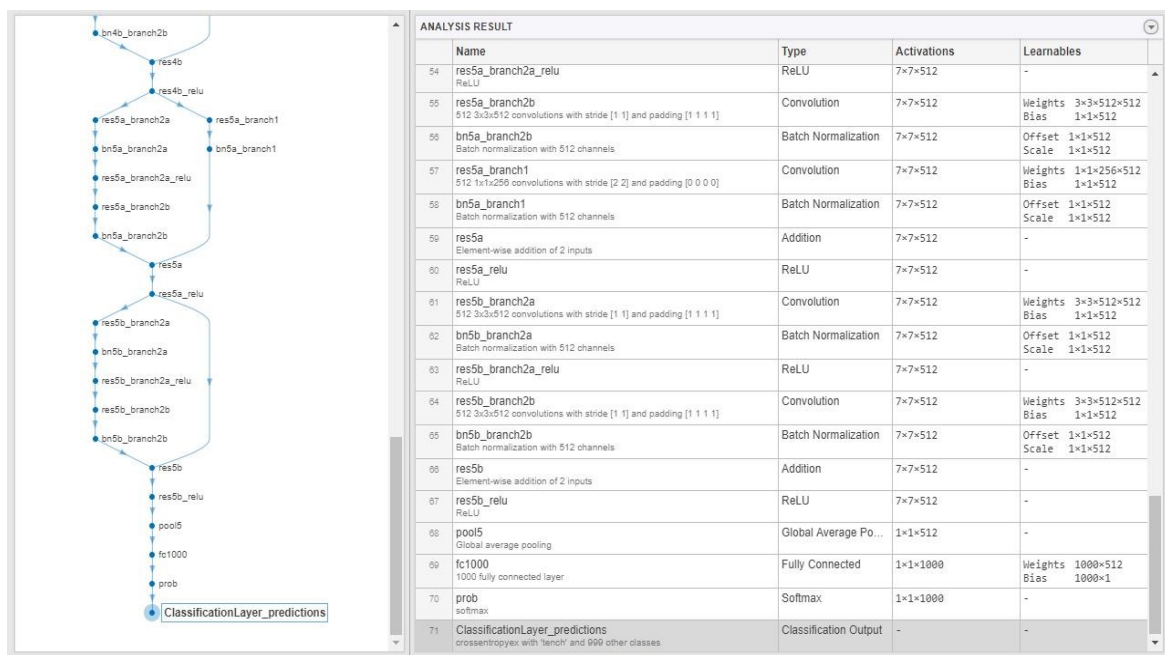 bn4b_branch2b
res4b
res4b_relu
res5a_branch2a
res5a_branch1
bn5a_branch2a
bn5a_branch1
res5a_branch2a_relu
res5a_branch2b
bn5a_branch2b
res5a
res5a_relu
res5b_branch2a
bn5b_branch2a
res5b_branch2a_relu
res5b_branch2b
bn5b_branch2b
res5b
res5b_relu
pool5
fc1000
prob
ClassificationLayer_predictions
ANALYSIS RESULT
Name Type Activations Learnables
54 res5a_branch2a_relu ReLU 7×7×512 -
ReLU
55 res5a_branch2b Convolution 7×7×512 Weights 3×3×512×512
512 3x3x512 convolutions with stride [1 1] and padding [1 1 1 1] Bias 1×1×512
56 bn5a_branch2b Batch Normalization 7×7×512 Offset 1×1×512
Batch normalization with 512 channels Scale 1×1×512
57 res5a_branch1 Convolution 7×7×512 Weights 1×1×256×512
512 1x1x256 convolutions with stride [2 2] and padding [0 0 0 0] Bias 1×1×512
58 bn5a_branch1 Batch Normalization 7×7×512 Offset 1×1×512
Batch normalization with 512 channels Scale 1×1×512
59 res5a Addition 7×7×512 -
Element-wise addition of 2 inputs
60 res5a_relu ReLU 7×7×512 -
ReLU
61 res5b_branch2a Convolution 7×7×512 Weights 3×3×512×512
512 3x3x512 convolutions with stride [1 1] and padding [1 1 1 1] Bias 1×1×512
62 bn5b_branch2a Batch Normalization 7×7×512 Offset 1×1×512
Batch normalization with 512 channels Scale 1×1×512
63 res5b_branch2a_relu ReLU 7×7×512 -
ReLU
64 res5b_branch2b Convolution 7×7×512 Weights 3×3×512×512
512 3x3x512 convolutions with stride [1 1] and padding [1 1 1 1] Bias 1×1×512
65 bn5b_branch2b Batch Normalization 7×7×512 Offset 1×1×512
Batch normalization with 512 channels Scale 1×1×512
66 res5b Addition 7×7×512 -
Element-wise addition of 2 inputs
67 res5b_relu ReLU 7×7×512 -
ReLU
68 pool5 Global Average Po... 1×1×512 -
Global average pooling
69 fc1000 Fully Connected 1×1×1000 Weights 1000×512
1000 fully connected layer Bias 1000×1
70 prob Softmax 1×1×1000 -
softmax
71 ClassificationLayer_predictions Classification Output - -
crossentropyex with 'tench' and 999 other classes